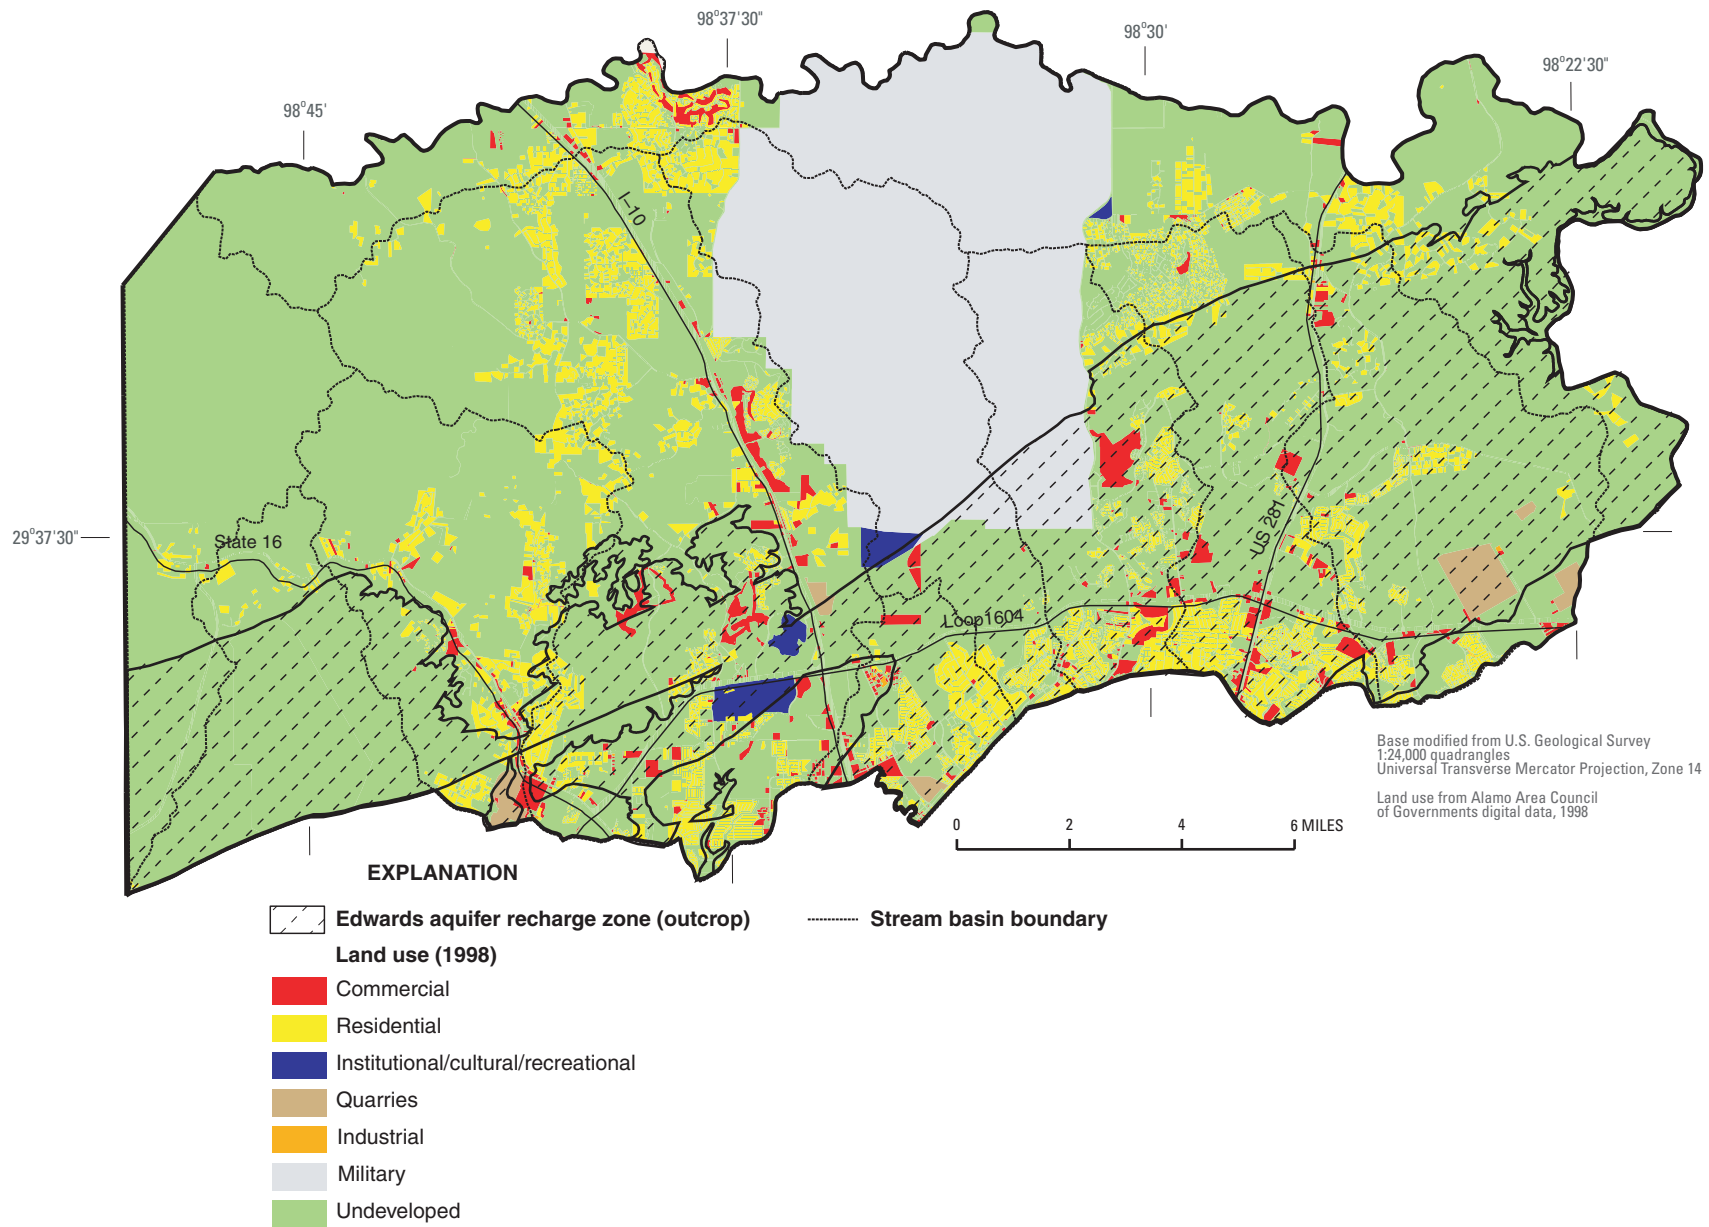 98°37'30"
98°30'
98°22'30"
98°45'
I–10
29°37'30"
State 16
US 281
Loop1604
Base modified from U.S. Geological Survey
1:24,000 quadrangles
Universal Transverse Mercator Projection, Zone 14
Land use from Alamo Area Council
of Governments digital data, 1998
0 2 4 6 MILES
EXPLANATION
Edwards aquifer recharge zone (outcrop)
Stream basin boundary
Land use (1998)
Commercial
Residential
Institutional/cultural/recreational
Quarries
Industrial
Military
Undeveloped